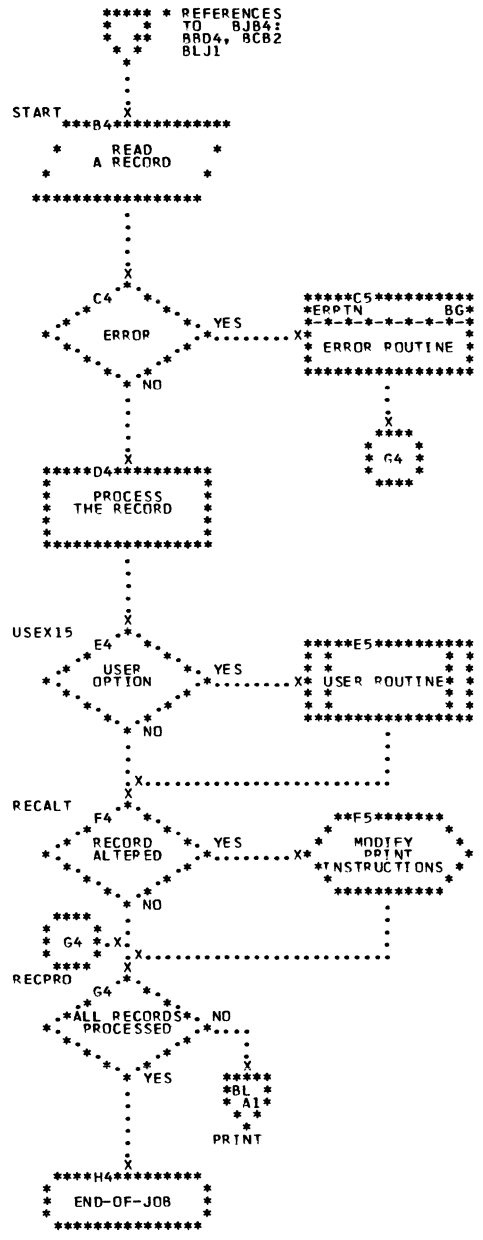 * REFERENCES
TO BJB4:
BBD4, BCB2
BLJ1
START
B4
READ
A RECORD
C4
ERROR
YES
NO
C5
ERPTN BG
ERROR ROUTINE
G4
D4
PROCESS
THE RECORD
USEX15
E4
USER
OPTION
YES
NO
E5
USER ROUTINE
RECALT
F4
RECORD
ALTERED
YES
NO
F5
MODIFY
PRINT
INSTRUCTIONS
G4
RECPRO
G4
ALL RECORDS
PROCESSED
NO
YES
BL
A1
PRINT
H4
END-OF-JOB